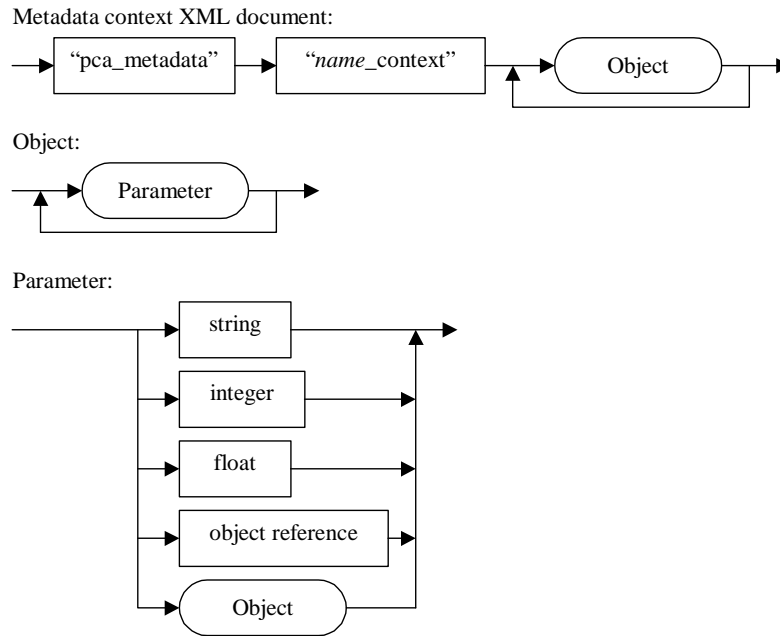 Metadata context XML document:
“pca_metadata”
“name_context”
Object
Object:
Parameter
Parameter:
string
integer
float
object reference
Object